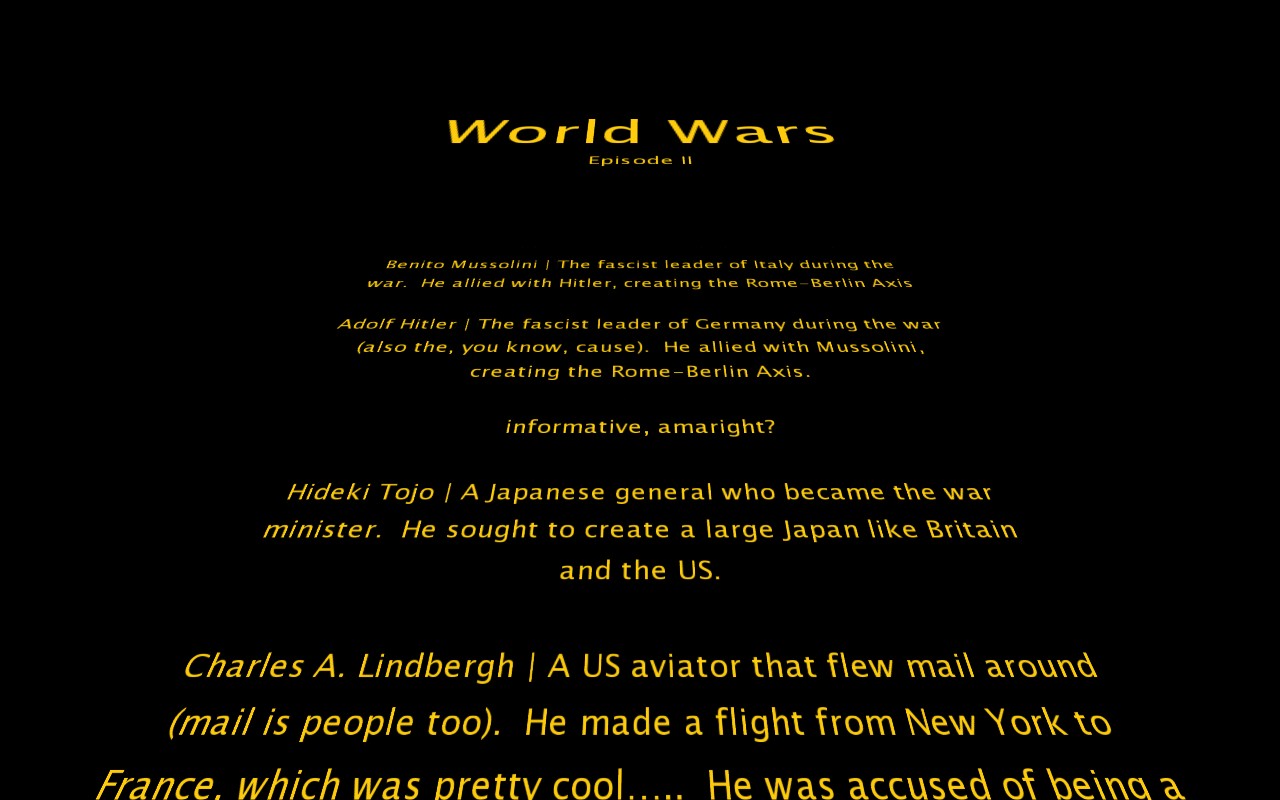 World Wars
Episode II
Benito Mussolini | The fascist leader of Italy during the
war.  He allied with Hitler, creating the Rome-Berlin Axis
Adolf Hitler | The fascist leader of Germany during the war
(also the, you know, cause).  He allied with Mussolini,
creating the Rome-Berlin Axis.
informative, amaright?
Hideki Tojo | A Japanese general who became the war
minister.  He sought to create a large Japan like Britain
and the US.
Charles A. Lindbergh | A US aviator that flew mail around
(mail is people too).  He made a flight from New York to
France, which was pretty cool.....  He was accused of being a